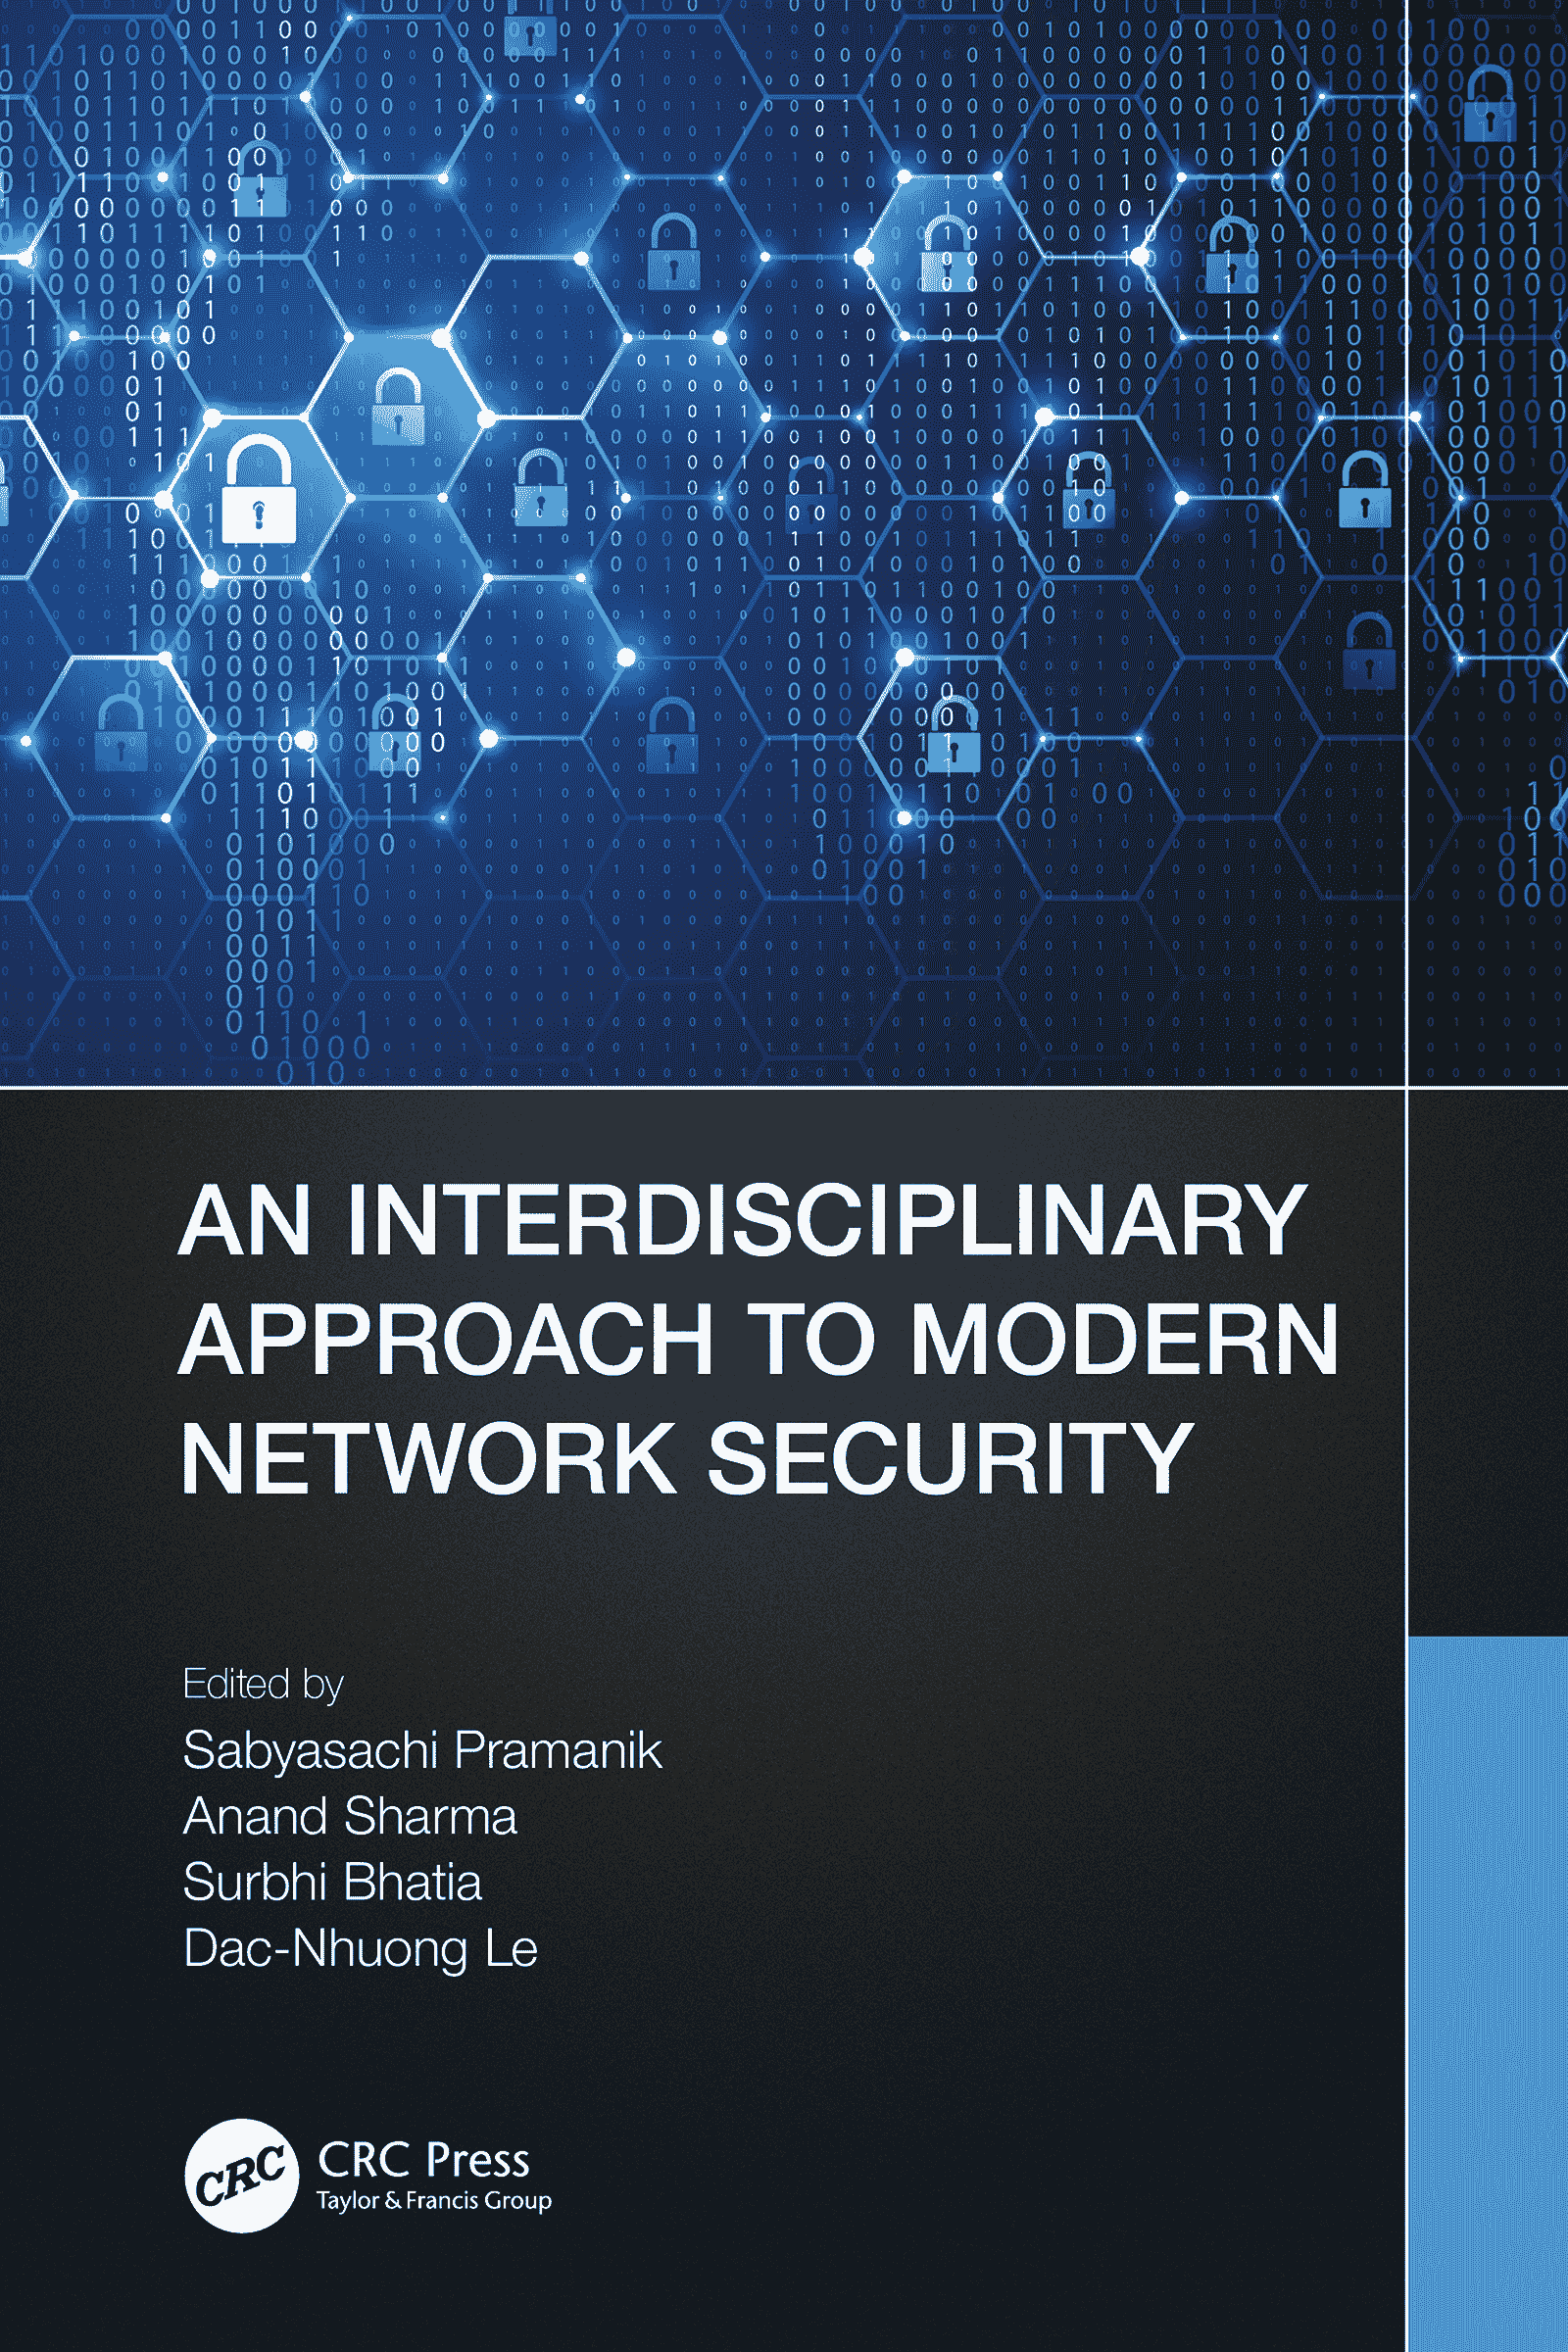 AN INTERDISCIPLINARY
APPROACH TO MODERN
NETWORK SECURITY
Edited by
Sabyasachi Pramanik
Anand Sharma
Surbhi Bhatia
Dac-Nhuong Le
CRC
CRC Press
Taylor & Francis Group